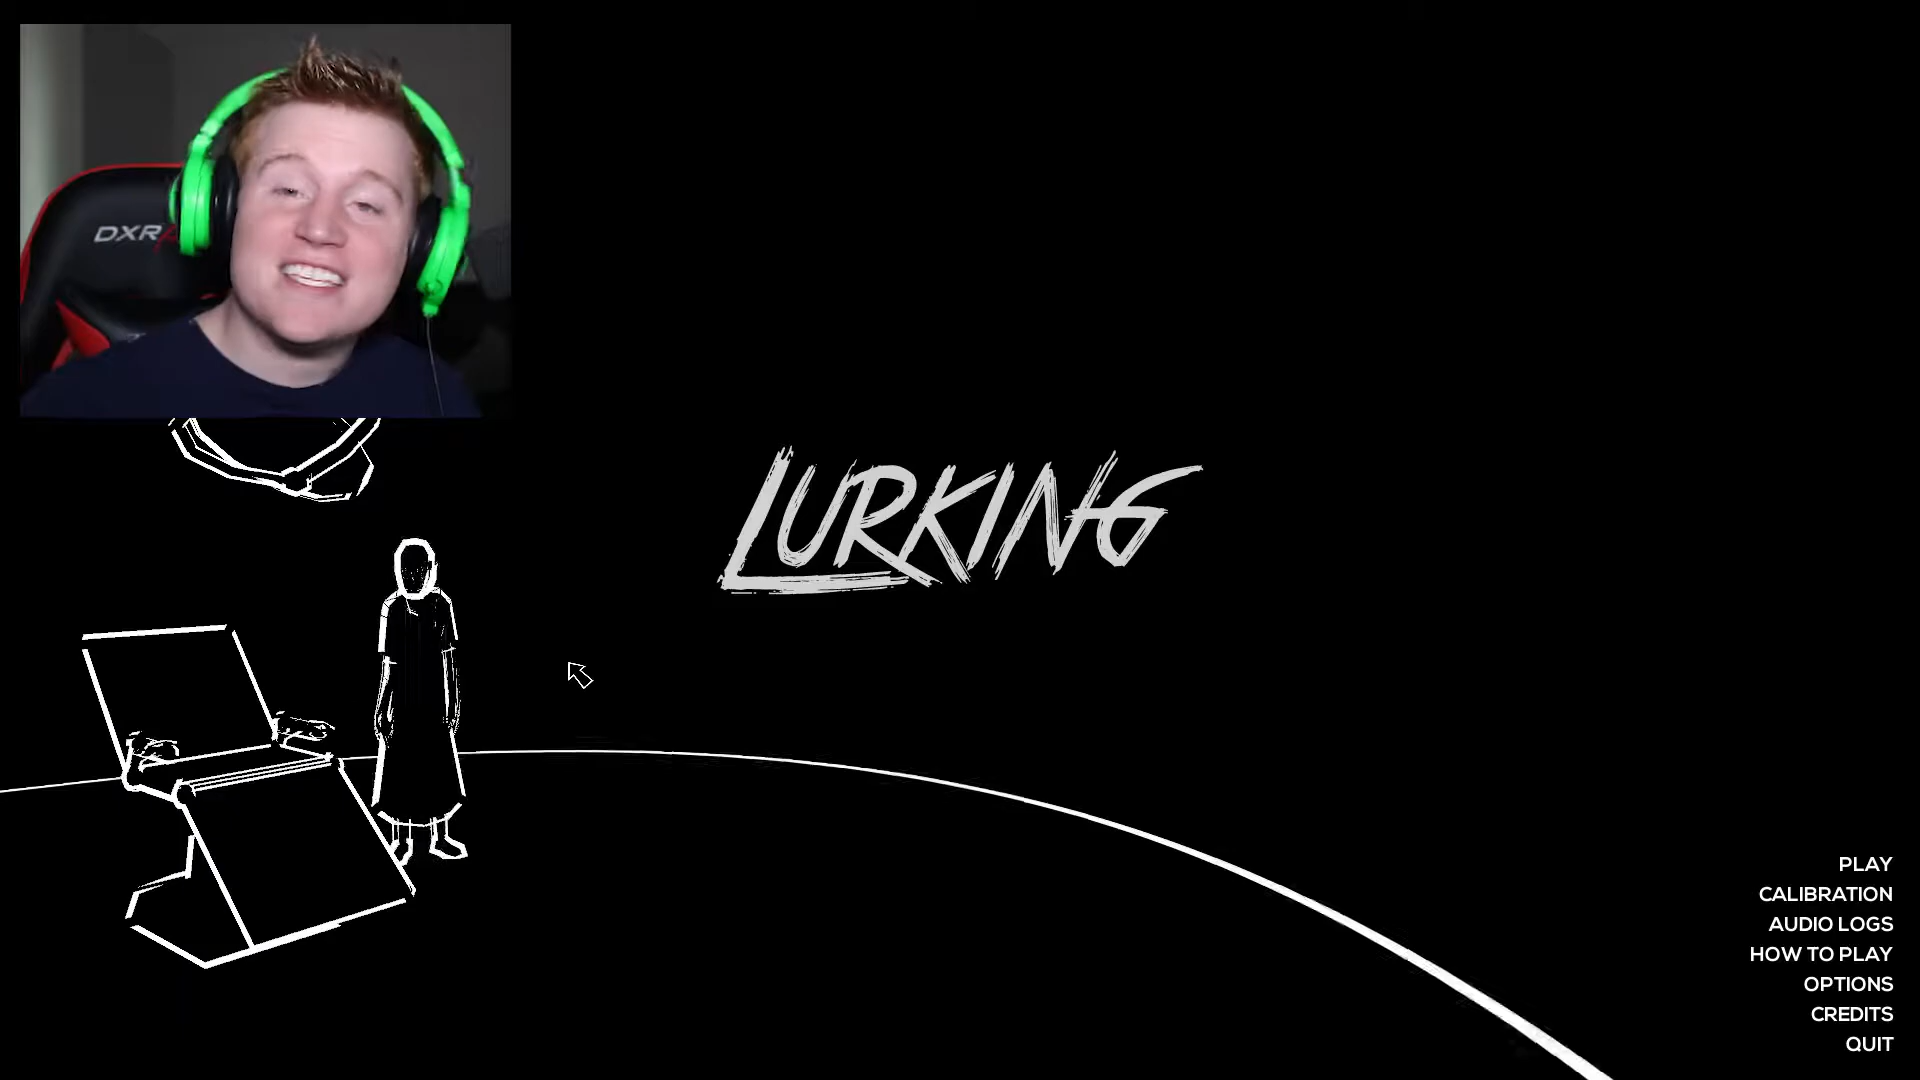 DXR
LURKING
PLAY
CALIBRATION
AUDIO LOGS
HOW TO PLAY
OPTIONS
CREDITS
QUIT